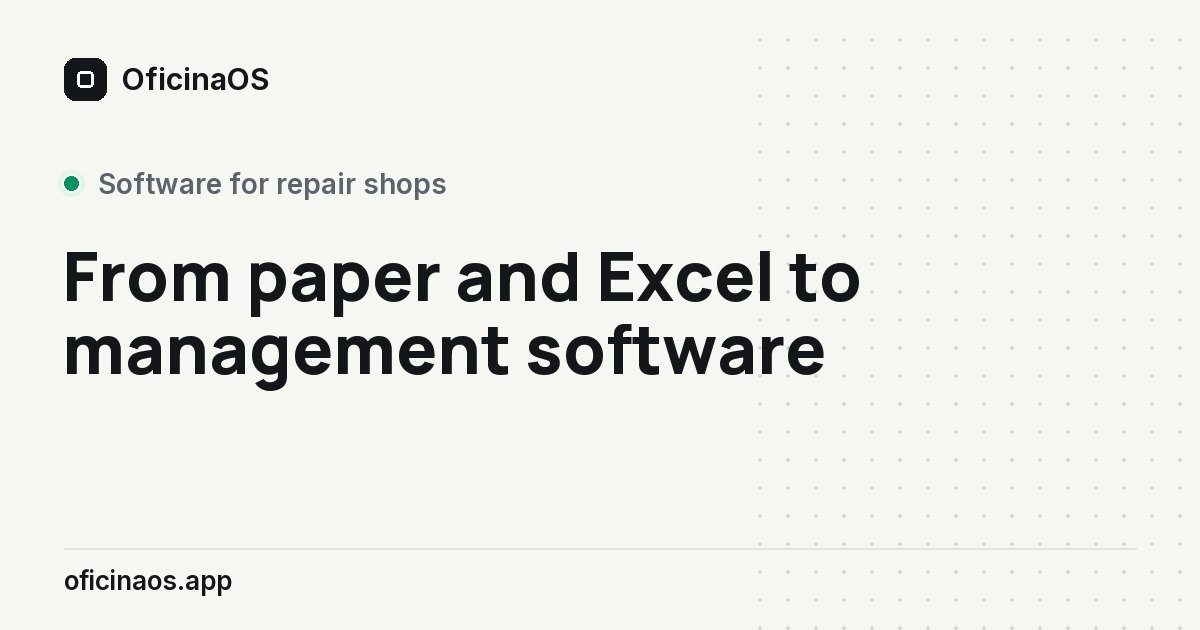 OficinaOS
Software for repair shops
From paper and Excel to
management software
oficinaos.app